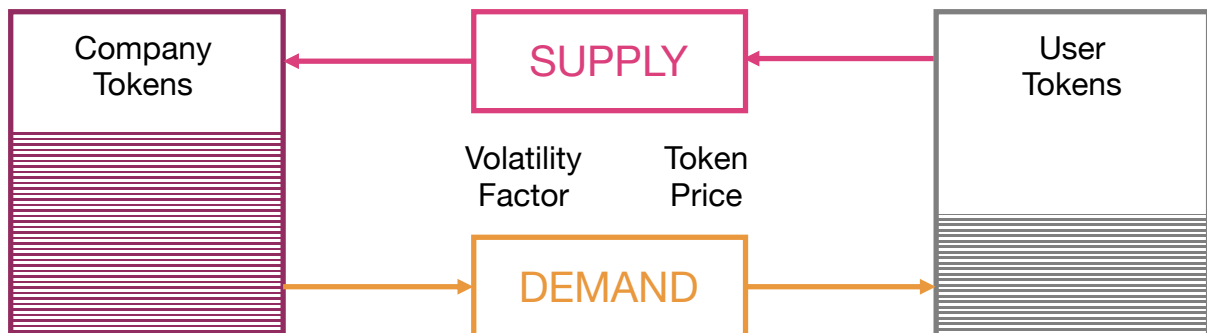 Company
Tokens
SUPPLY
User
Tokens
Volatility
Factor
Token
Price
DEMAND